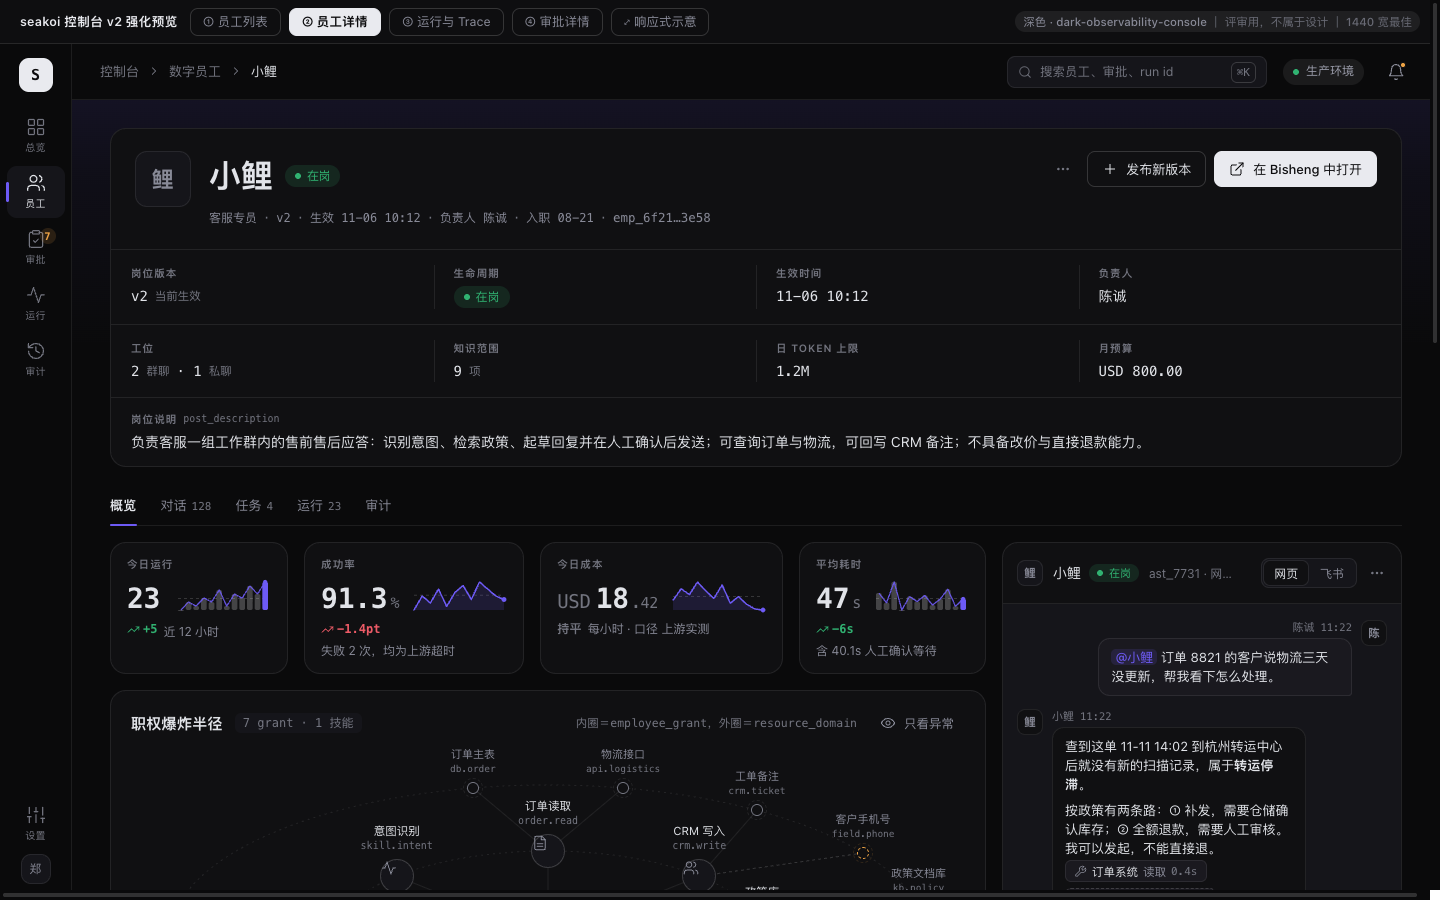 seakoi 控制台 v2 强化预览
① 员工列表
② 员工详情
③ 运行与 Trace
④ 审批详情
⤢ 响应式示意
深色 · dark-observability-console | 评审用，不属于设计 | 1440 宽最佳
S
控制台 > 数字员工 > 小鲤
搜索员工、审批、run id
⌘K
生产环境
总览
员工
7
审批
运行
审计
设置
郑
鲤
小鲤
在岗
客服专员 · v2 · 生效 11-06 10:12 · 负责人 陈诚 · 入职 08-21 · emp_6f21…3e58
···
+ 发布新版本
在 Bisheng 中打开
岗位版本
v2 当前生效
生命周期
在岗
生效时间
11-06 10:12
负责人
陈诚
工位
2 群聊 · 1 私聊
知识范围
9 项
日 TOKEN 上限
1.2M
月预算
USD 800.00
岗位说明 post_description
负责客服一组工作群内的售前售后应答：识别意图、检索政策、起草回复并在人工确认后发送；可查询订单与物流，可回写 CRM 备注；不具备改价与直接退款能力。
概览
对话 128
任务 4
运行 23
审计
今日运行
23
+5 近 12 小时
成功率
91.3%
−1.4pt
失败 2 次，均为上游超时
今日成本
USD 18.42
持平 每小时 · 口径 上游实测
平均耗时
47s
−6s
含 40.1s 人工确认等待
职权爆炸半径
7 grant · 1 技能
内圈＝employee_grant，外圈＝resource_domain
只看异常
订单主表
db.order
物流接口
api.logistics
工单备注
crm.ticket
订单读取
order.read
客户手机号
field.phone
意图识别
skill.intent
CRM 写入
crm.write
政策文档库
kb.policy
鲤
小鲤
在岗
ast_7731 · 网…
网页
飞书
···
陈诚 11:22
陈
@小鲤 订单 8821 的客户说物流三天
没更新，帮我看下怎么处理。
鲤
小鲤 11:22
查到这单 11-11 14:02 到杭州转运中心
后就没有新的扫描记录，属于转运停
滞。
按政策有两条路：① 补发，需要仓储确
认库存；② 全额退款，需要人工审核。
我可以发起，不能直接退。
订单系统 读取 0.4s